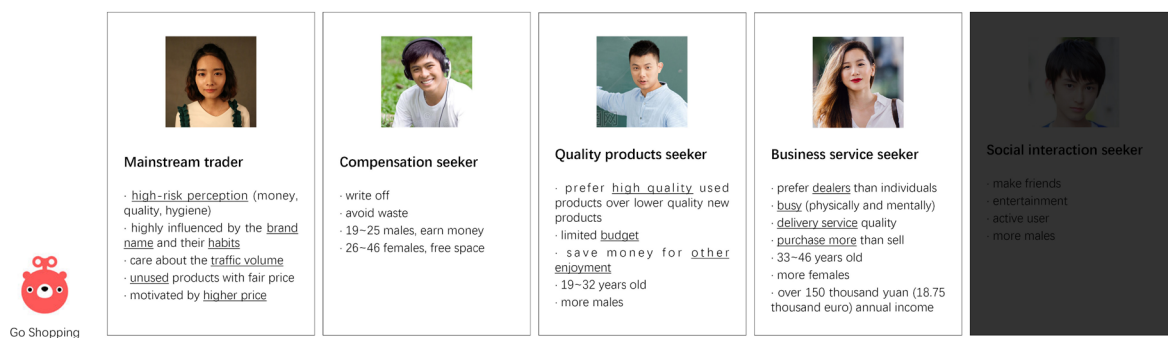 Mainstream trader
· high-risk perception (money,
quality, hygiene)
· highly influenced by the brand
name and their habits
· care about the traffic volume
· unused products with fair price
· motivated by higher price
Compensation seeker
· write off
· avoid waste
· 19~25 males, earn money
· 26~46 females, free space
Quality products seeker
· prefer high quality used
products over lower quality new
products
· limited budget
· save money for other
enjoyment
· 19~32 years old
· more males
Business service seeker
· prefer dealers than individuals
· busy (physically and mentally)
· delivery service quality
· purchase more than sell
· 33~46 years old
· more females
· over 150 thousand yuan (18.75
thousand euro) annual income
Social interaction seeker
· make friends
· entertainment
· active user
· more males
Go Shopping